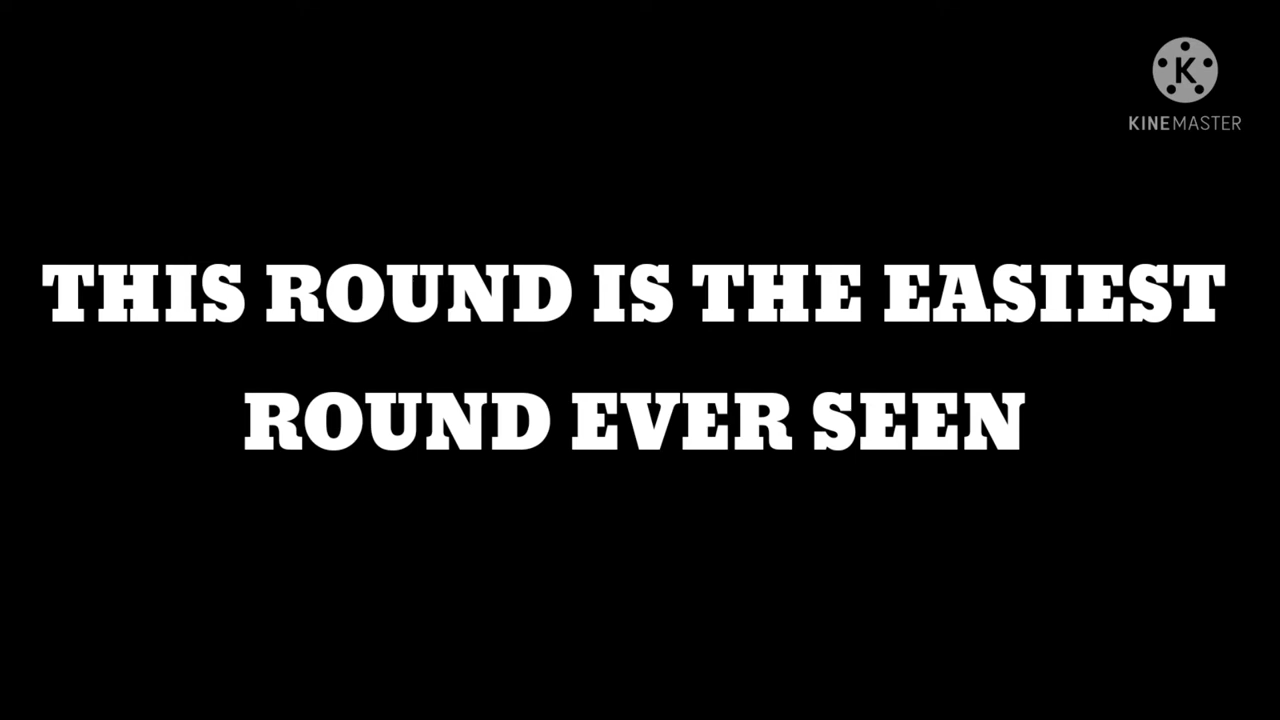 K
KINEMASTER
THIS ROUND IS THE EASIEST
ROUND EVER SEEN